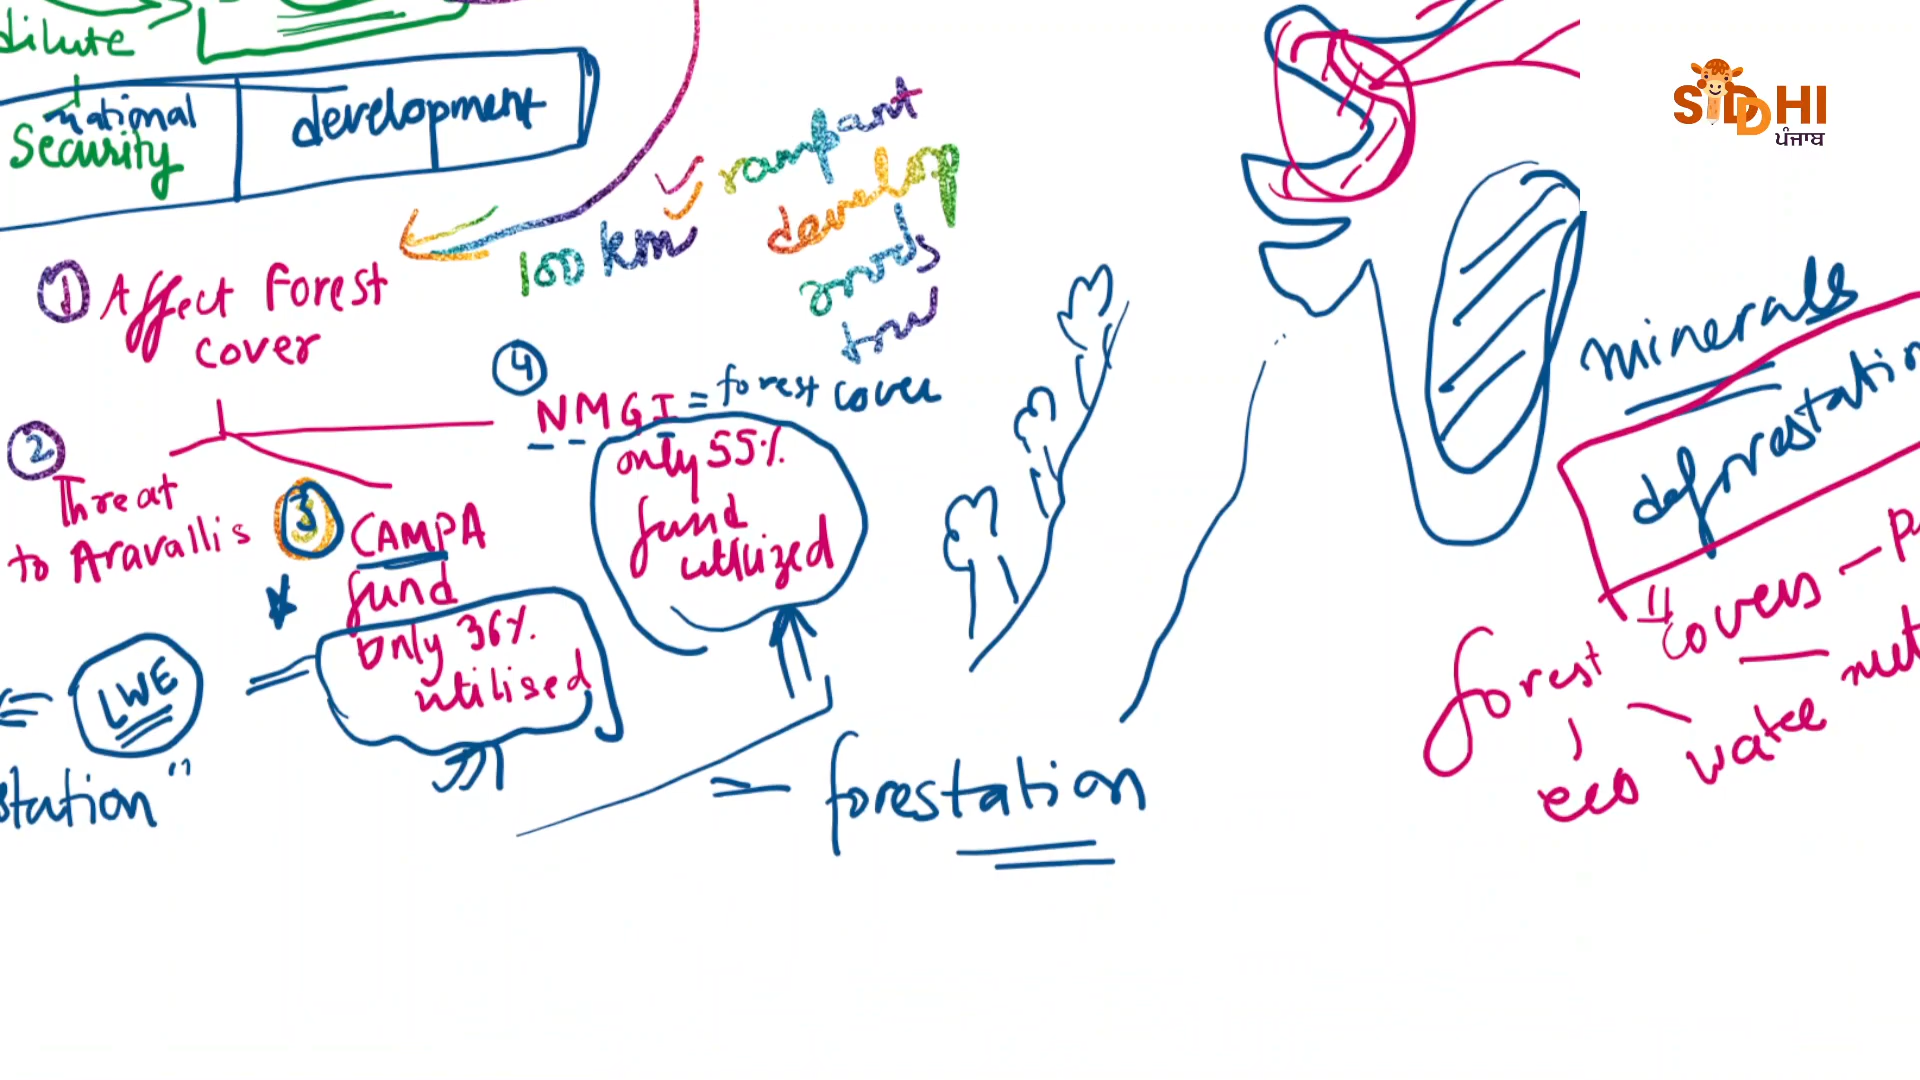 dilute
national
Security
development
100 km
rampant
develop
① Affect Forest
cover
②
Threat
to Aravallis
③
CAMPA
fund
only 36%
utilised
④
NMGI = forest cover
only 55%
fund
utilized
LWE
station"
= forestation
minerals
deforestation
forest covers
eco
water
SIDDHI
ਪੰਜਾਬ